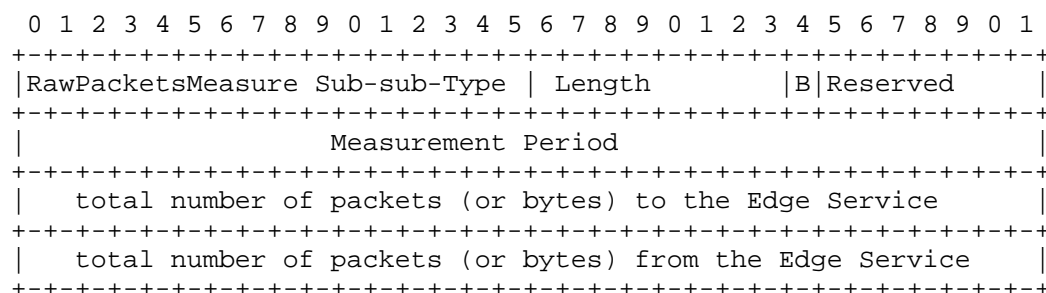 0 1 2 3 4 5 6 7 8 9 0 1 2 3 4 5 6 7 8 9 0 1 2 3 4 5 6 7 8 9 0 1
+-+-+-+-+-+-+-+-+-+-+-+-+-+-+-+-+-+-+-+-+-+-+-+-+-+-+-+-+-+-+-+-+
|RawPacketsMeasure Sub-sub-Type | Length        |B|Reserved     |
+-+-+-+-+-+-+-+-+-+-+-+-+-+-+-+-+-+-+-+-+-+-+-+-+-+-+-+-+-+-+-+-+
|                   Measurement Period                          |
+-+-+-+-+-+-+-+-+-+-+-+-+-+-+-+-+-+-+-+-+-+-+-+-+-+-+-+-+-+-+-+-+
|   total number of packets (or bytes) to the Edge Service      |
+-+-+-+-+-+-+-+-+-+-+-+-+-+-+-+-+-+-+-+-+-+-+-+-+-+-+-+-+-+-+-+-+
|   total number of packets (or bytes) from the Edge Service    |
+-+-+-+-+-+-+-+-+-+-+-+-+-+-+-+-+-+-+-+-+-+-+-+-+-+-+-+-+-+-+-+-+